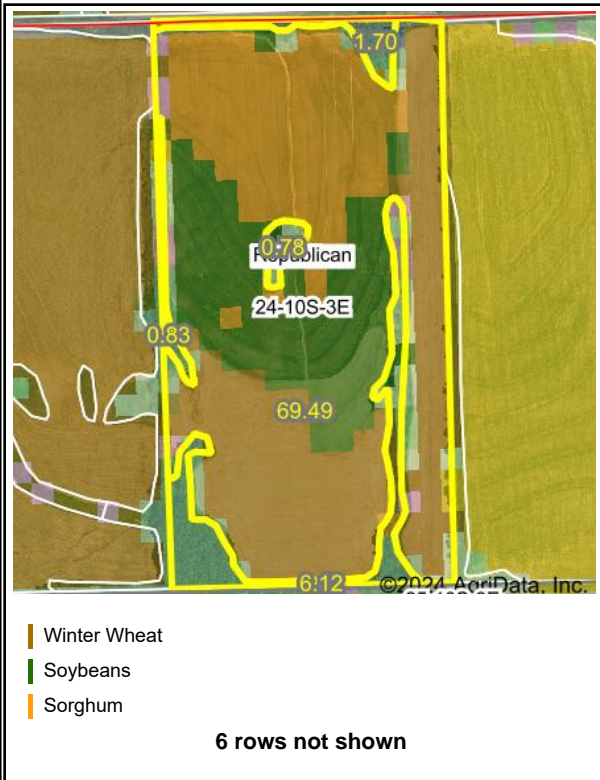 1.70
0.78
Republican
24-10S-3E
0.83
69.49
6.12
©2024 AgriData, Inc.
Winter Wheat
Soybeans
Sorghum
6 rows not shown